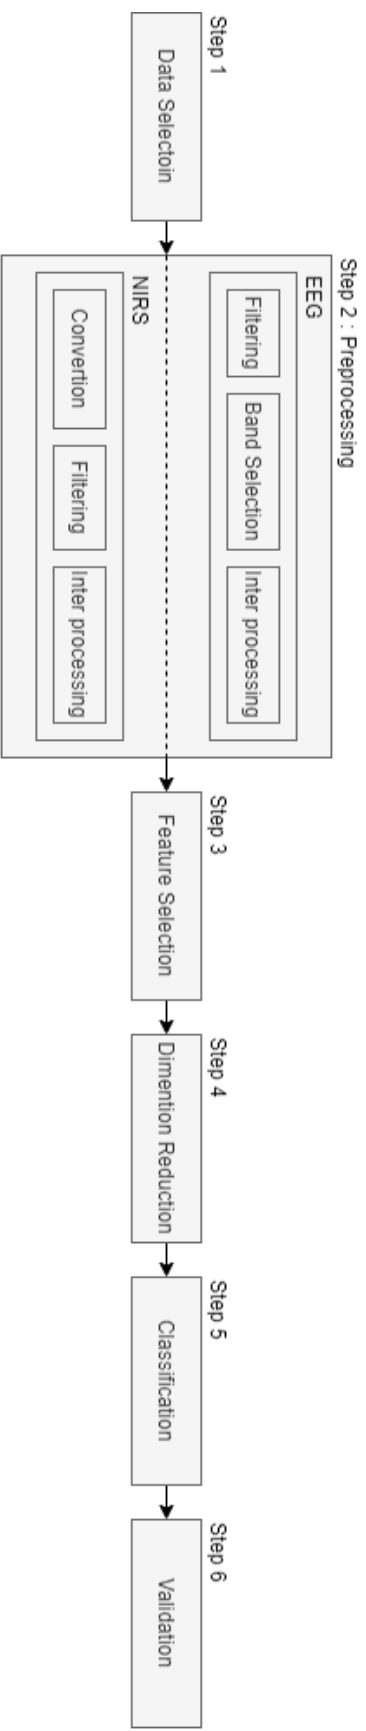 Step 1
Data Selectoin
Step 2 : Preprocessing
EEG
Filtering
Band Selection
Inter processing
NIRS
Convertion
Filtering
Inter processing
Step 3
Feature Selection
Step 4
Dimention Reduction
Step 5
Classification
Step 6
Validation